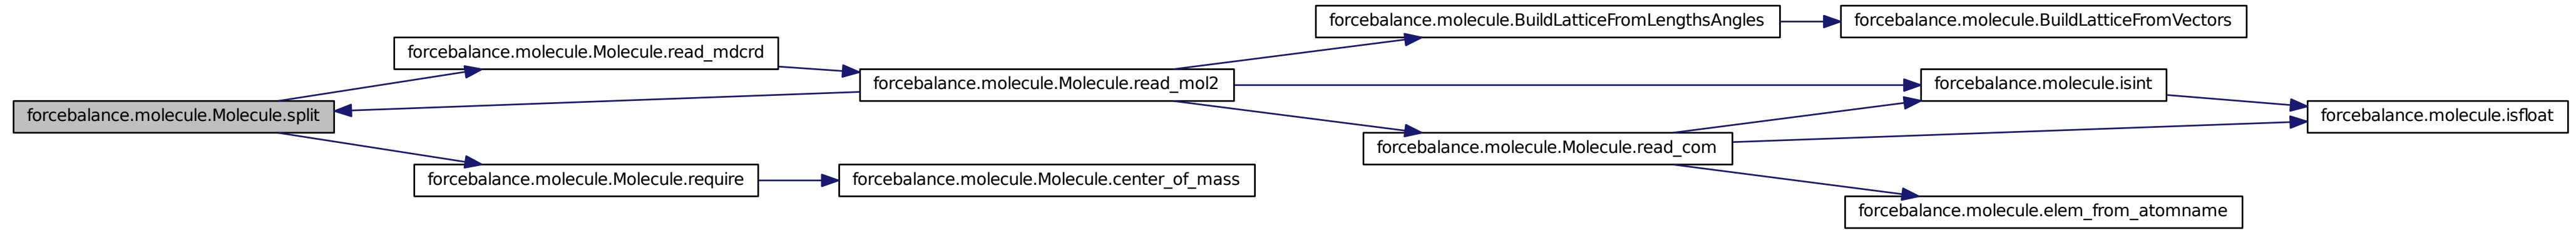 forcebalance.molecule.Molecule.split
forcebalance.molecule.Molecule.read_mdcrd
forcebalance.molecule.Molecule.require
forcebalance.molecule.Molecule.read_mol2
forcebalance.molecule.Molecule.center_of_mass
forcebalance.molecule.BuildLatticeFromLengthsAngles
forcebalance.molecule.Molecule.read_com
forcebalance.molecule.BuildLatticeFromVectors
forcebalance.molecule.isint
forcebalance.molecule.elem_from_atomname
forcebalance.molecule.isfloat